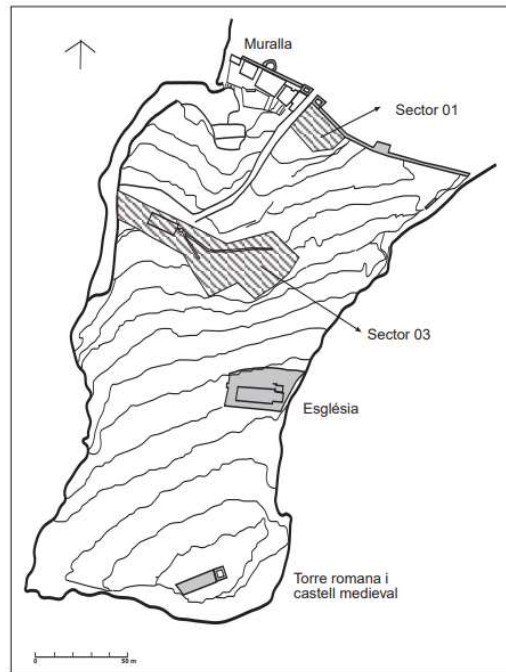 Muralla
Sector 01
Sector 03
Església
Torre romana i
castell medieval
0
50 m